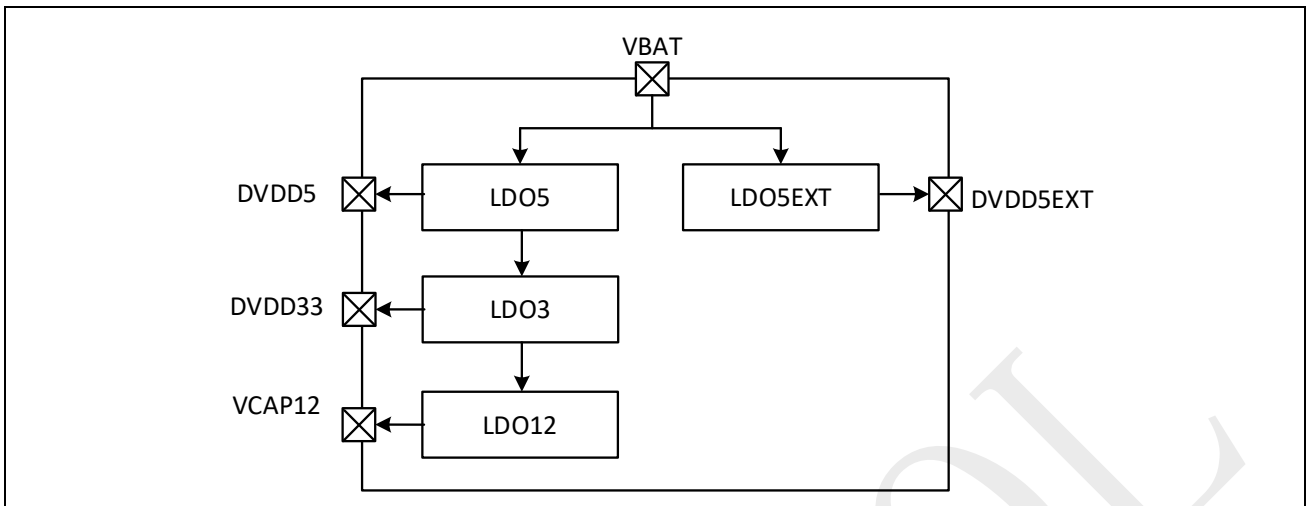 VBAT
DVDD5
LDO5
LDO5EXT
DVDD5EXT
DVDD33
LDO3
VCAP12
LDO12